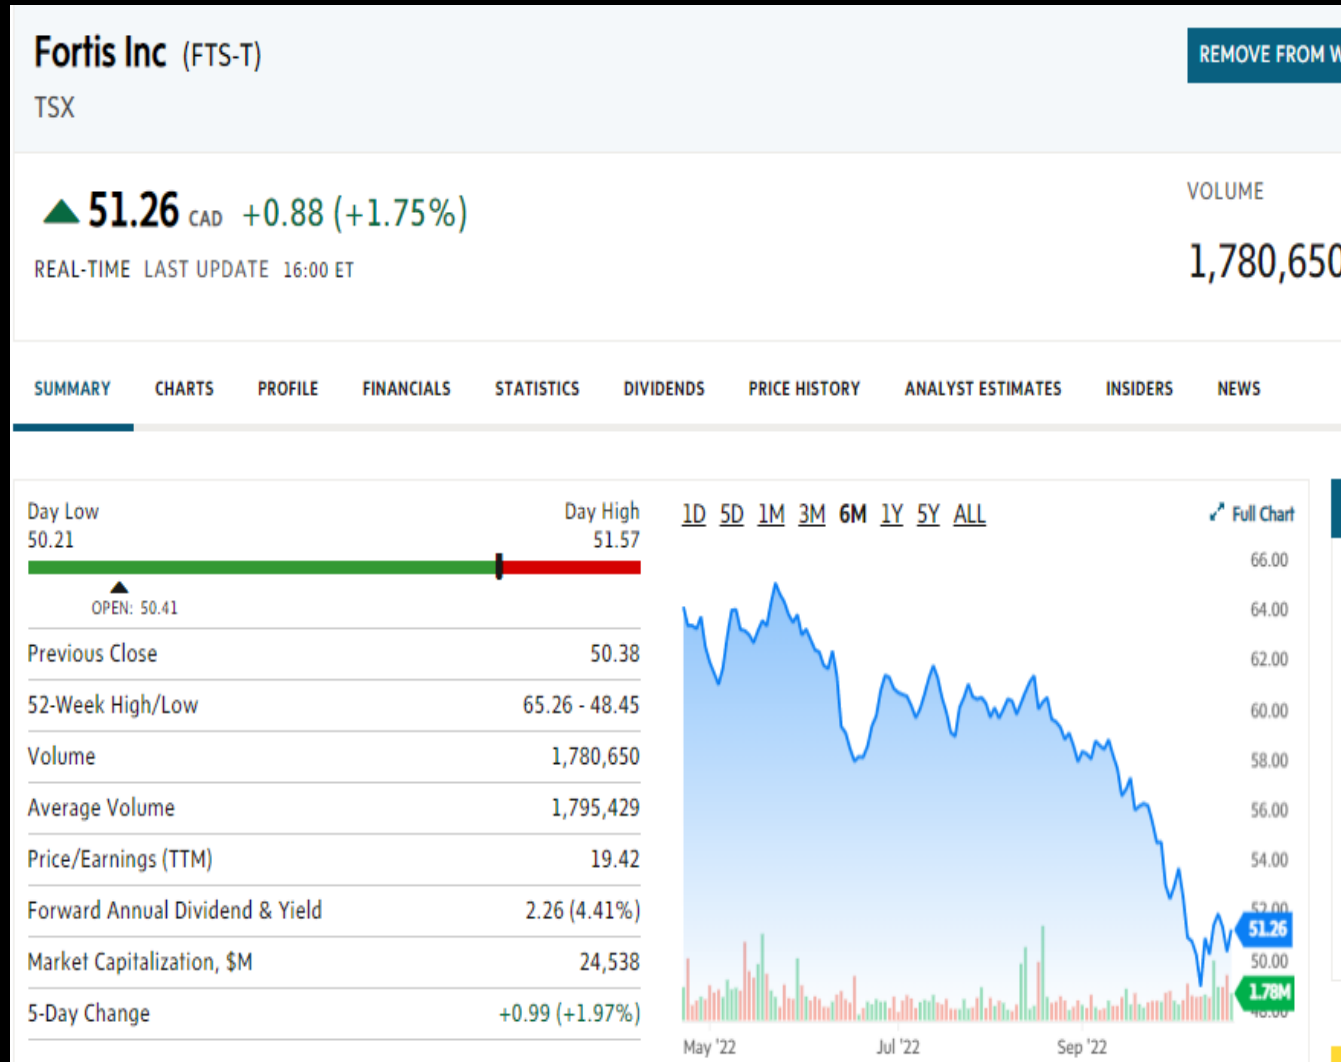 Fortis Inc (FTS-T)
REMOVE FROM W
TSX
51.26 CAD +0.88 (+1.75%)
REAL-TIME LAST UPDATE 16:00 ET
VOLUME
1,780,650
SUMMARY CHARTS PROFILE FINANCIALS STATISTICS DIVIDENDS PRICE HISTORY ANALYST ESTIMATES INSIDERS NEWS
Day Low Day High
50.21 51.57
OPEN: 50.41
Previous Close 50.38
52-Week High/Low 65.26 - 48.45
Volume 1,780,650
Average Volume 1,795,429
Price/Earnings (TTM) 19.42
Forward Annual Dividend & Yield 2.26 (4.41%)
Market Capitalization, $M 24,538
5-Day Change +0.99 (+1.97%)
1D 5D 1M 3M 6M 1Y 5Y ALL
Full Chart
66.00
64.00
62.00
60.00
58.00
56.00
54.00
52.00
51.26
50.00
1.78M
48.00
May '22 Jul '22 Sep '22